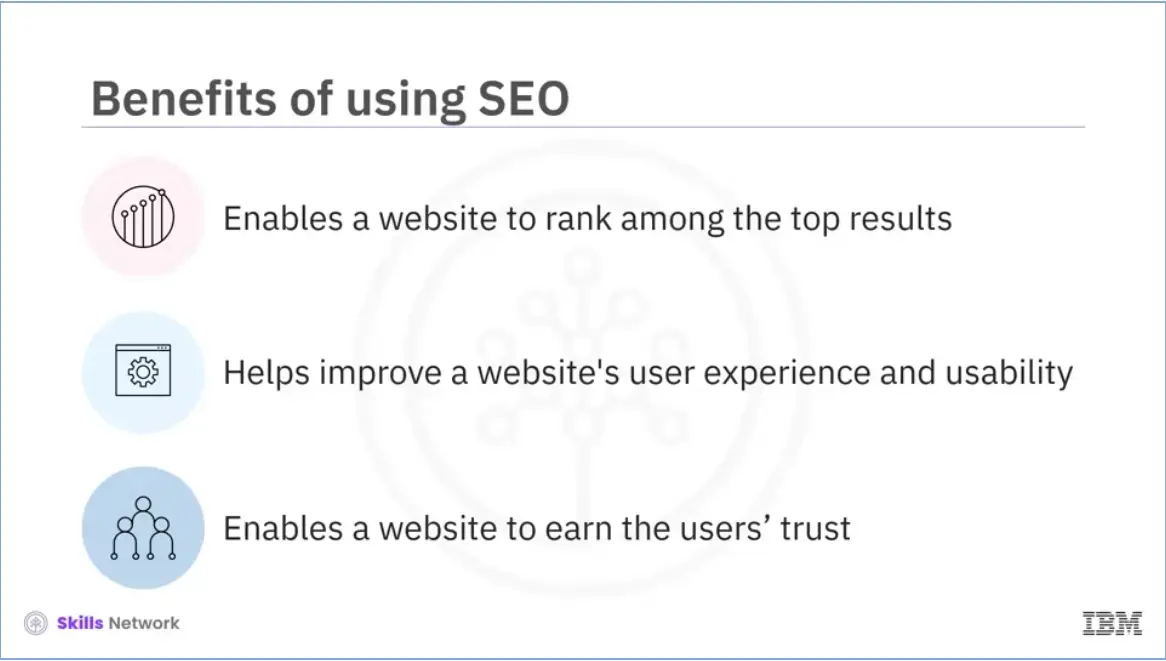 Benefits of using SEO
Enables a website to rank among the top results
Helps improve a website's user experience and usability
Enables a website to earn the users’ trust
Skills Network
IBM